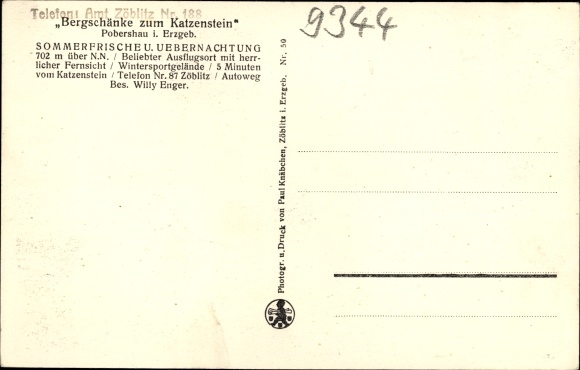 Telefon: Amt Zöblitz Nr. 188
„Bergschänke zum Katzenstein“
Pobershau i. Erzgeb.
SOMMERFRISCHE U. UEBERNACHTUNG
702 m über N.N. / Beliebter Ausflugsort mit herr-
licher Fernsicht / Wintersportgelände / 5 Minuten
vom Katzenstein / Telefon Nr. 87 Zöblitz / Autoweg
Bes. Willy Enger.
9344
Photogr. u. Druck von Paul Knäbchen, Zöblitz i. Erzgeb. Nr. 59